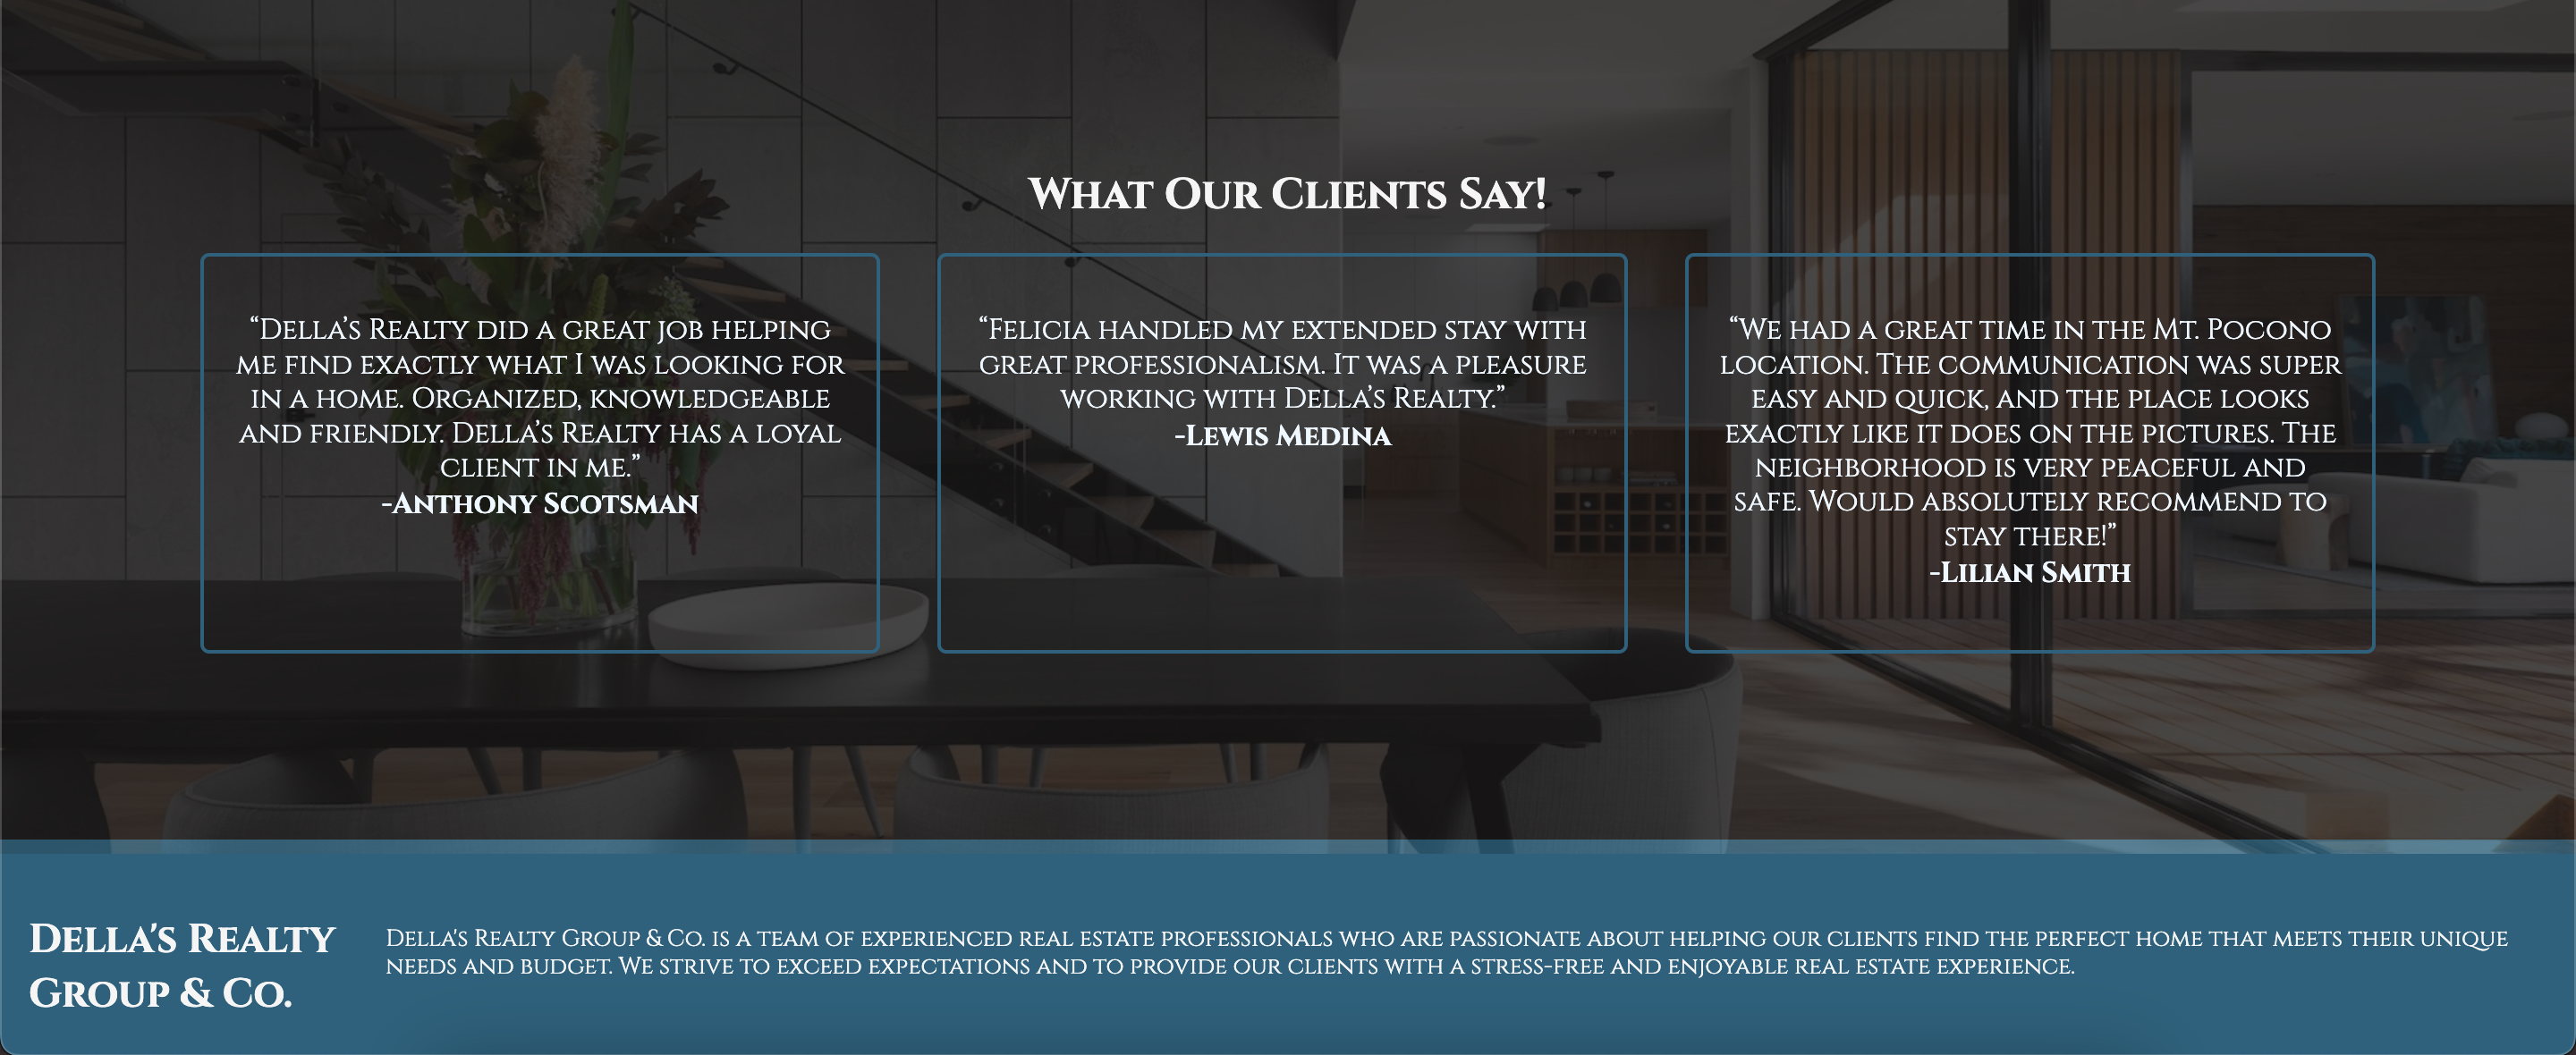 What Our Clients Say!
“Della’s Realty did a great job helping
me find exactly what I was looking for
in a home. Organized, knowledgeable
and friendly. Della’s Realty has a loyal
client in me.”
-Anthony Scotsman
“Felicia handled my extended stay with
great professionalism. It was a pleasure
working with Della’s Realty.”
-Lewis Medina
“We had a great time in the Mt. Pocono
location. The communication was super
easy and quick, and the place looks
exactly like it does on the pictures. The
neighborhood is very peaceful and
safe. Would absolutely recommend to
stay there!”
-Lilian Smith
Della's Realty
Group & Co.
Della's Realty Group & Co. is a team of experienced real estate professionals who are passionate about helping our clients find the perfect home that meets their unique
needs and budget. We strive to exceed expectations and to provide our clients with a stress-free and enjoyable real estate experience.